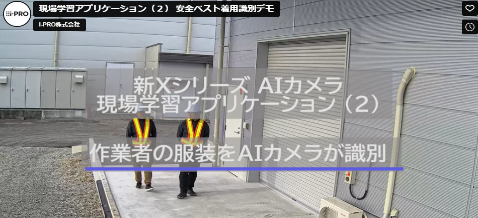 i-PRO
現場学習アプリケーション（2） 安全ベスト着用識別デモ
i-PRO株式会社
新Xシリーズ AIカメラ
現場学習アプリケーション（2）
作業者の服装をAIカメラが識別